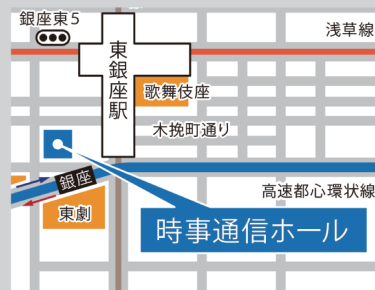 銀座東5
浅草線
東銀座駅
歌舞伎座
木挽町通り
銀座
高速都心環状線
東劇
時事通信ホール